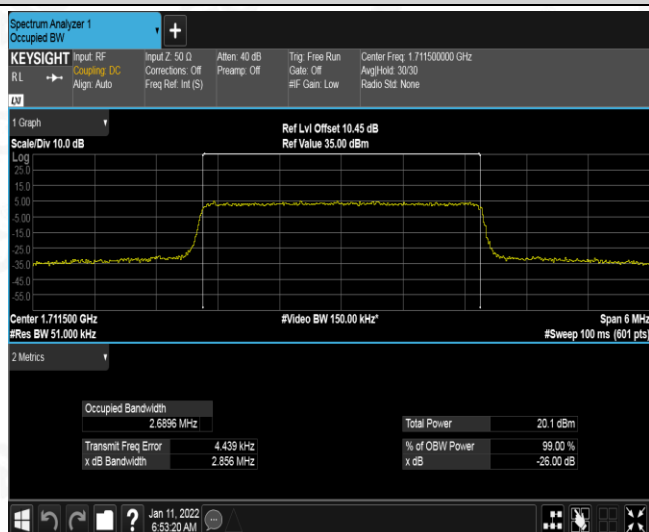 Spectrum Analyzer 1
Occupied BW
+
KEYSIGHT Input: RF Input Z: 50 Ω Atten: 40 dB Trig: Free Run Center Freq: 1.711500000 GHz
RL Coupling: DC Corrections: Off Preamp: Off Gate: Off Avg|Hold: 30/30
Align: Auto Freq Ref: Int (S) #IF Gain: Low Radio Std: None
LXI
1 Graph
Ref Lvl Offset 10.45 dB
Scale/Div 10.0 dB Ref Value 35.00 dBm
Log
25.0
15.0
5.00
-5.00
-15.0
-25.0
-35.0
-45.0
-55.0
Center 1.711500 GHz #Video BW 150.00 kHz* Span 6 MHz
#Res BW 51.000 kHz #Sweep 100 ms (601 pts)
2 Metrics
Occupied Bandwidth
2.6896 MHz Total Power 20.1 dBm
Transmit Freq Error 4.439 kHz % of OBW Power 99.00 %
x dB Bandwidth 2.856 MHz x dB -26.00 dB
? Jan 11, 2022
6:53:20 AM